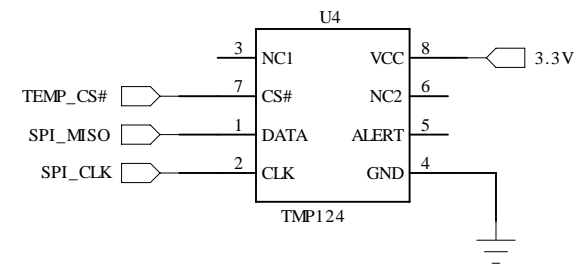 U4
3 NC1 VCC 8 3.3V
TEMP_CS# 7 CS# NC2 6
SPI_MISO 1 DATA ALERT 5
SPI_CLK 2 CLK GND 4
TMP124